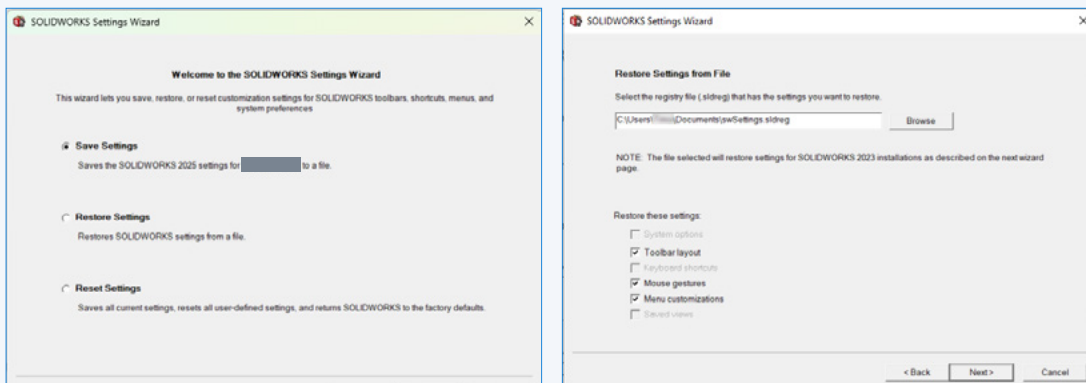 SOLIDWORKS Settings Wizard
Welcome to the SOLIDWORKS Settings Wizard
This wizard lets you save, restore, or reset customization settings for SOLIDWORKS toolbars, shortcuts, menus, and
system preferences
Save Settings
Saves the SOLIDWORKS 2025 settings for to a file.
Restore Settings
Restores SOLIDWORKS settings from a file.
Reset Settings
Saves all current settings, resets all user-defined settings, and returns SOLIDWORKS to the factory defaults.
SOLIDWORKS Settings Wizard
Restore Settings from File
Select the registry file (.sldreg) that has the settings you want to restore.
C:\Users\ \Documents\swSettings.sldreg
Browse
NOTE: The file selected will restore settings for SOLIDWORKS 2023 installations as described on the next wizard
page.
Restore these settings:
System options
Toolbar layout
Keyboard shortcuts
Mouse gestures
Menu customizations
Saved views
< Back Next > Cancel